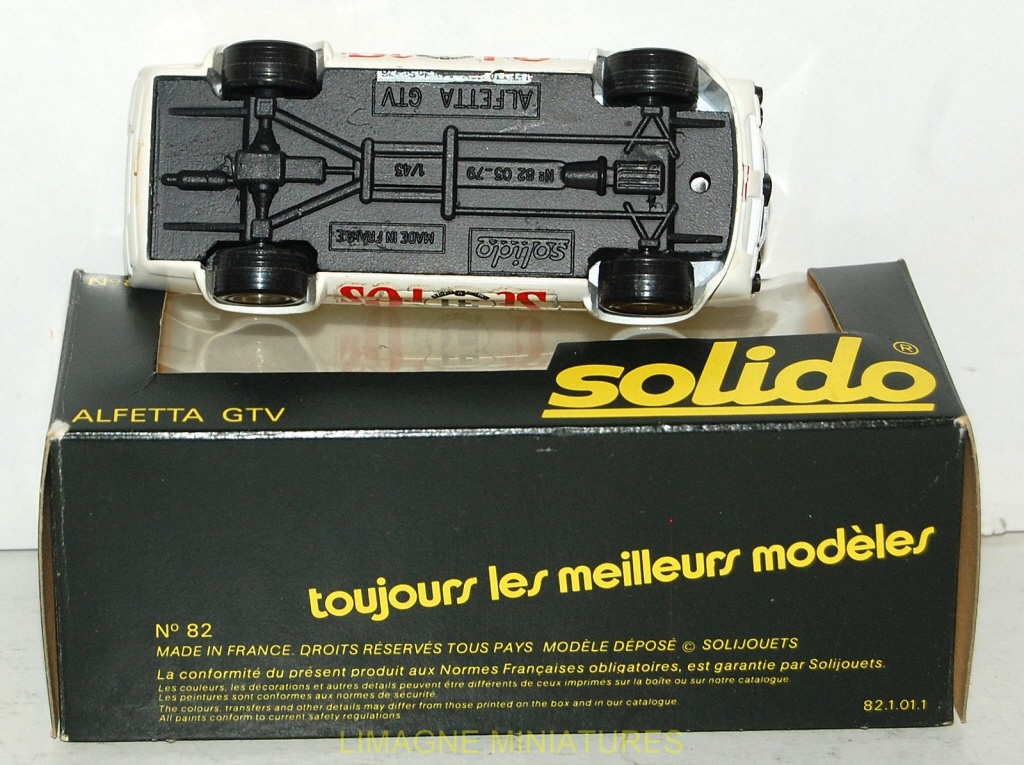 ALFETTA GTV
Nº 82 05_79
1/43
MADE IN FRANCE
solido
solido ®
ALFETTA GTV
toujours les meilleurs modèles
Nº 82
MADE IN FRANCE. DROITS RÉSERVÉS TOUS PAYS MODÈLE DÉPOSÉ © SOLIJOUETS
La conformité du présent produit aux Normes Françaises obligatoires, est garantie par Solijouets.
Les couleurs, les décorations et autres détails peuvent être différents de ceux imprimés sur la boîte ou sur notre catalogue.
Les peintures sont conformes aux normes de sécurité.
The colours, transfers and other details may differ from those printed on the box and in our catalogue.
All paints conform to current safety regulations.
82.1.01.1
LIMAGNE MINIATURES